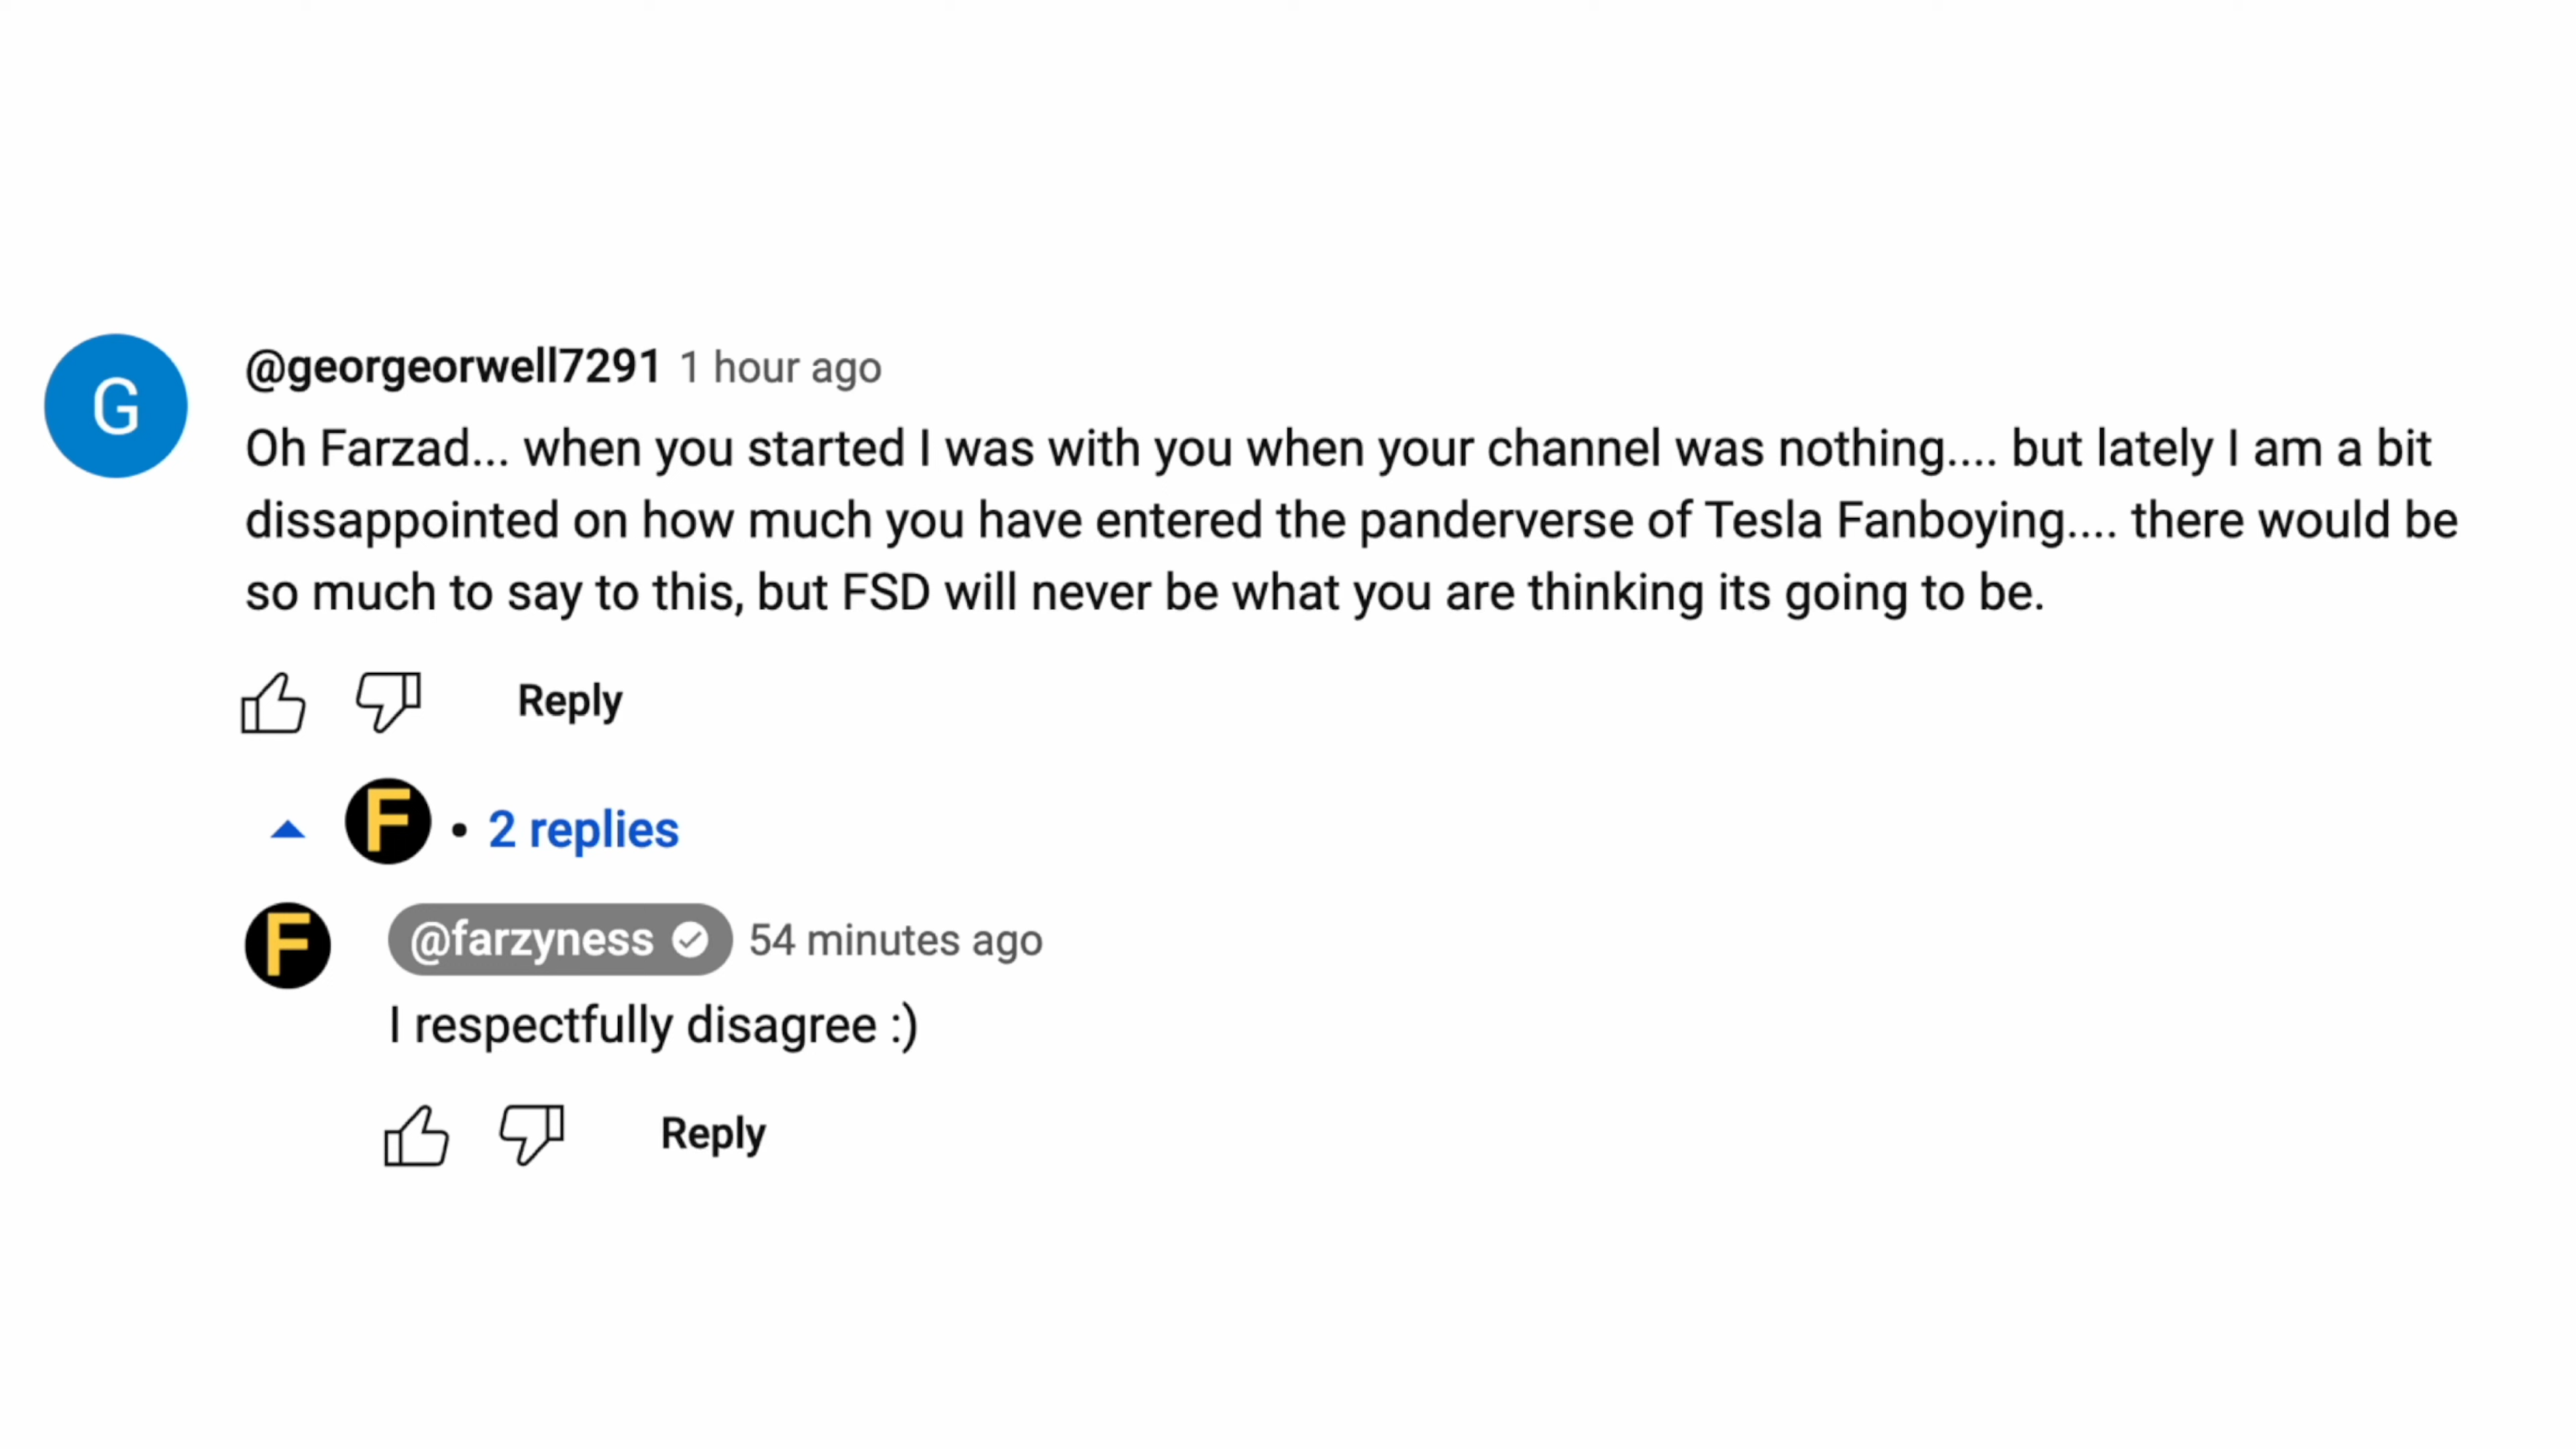 G
@georgeorwell7291 1 hour ago
Oh Farzad... when you started I was with you when your channel was nothing.... but lately I am a bit
dissappointed on how much you have entered the panderverse of Tesla Fanboying.... there would be
so much to say to this, but FSD will never be what you are thinking its going to be.
Reply
F • 2 replies
F
@farzyness 54 minutes ago
I respectfully disagree :)
Reply